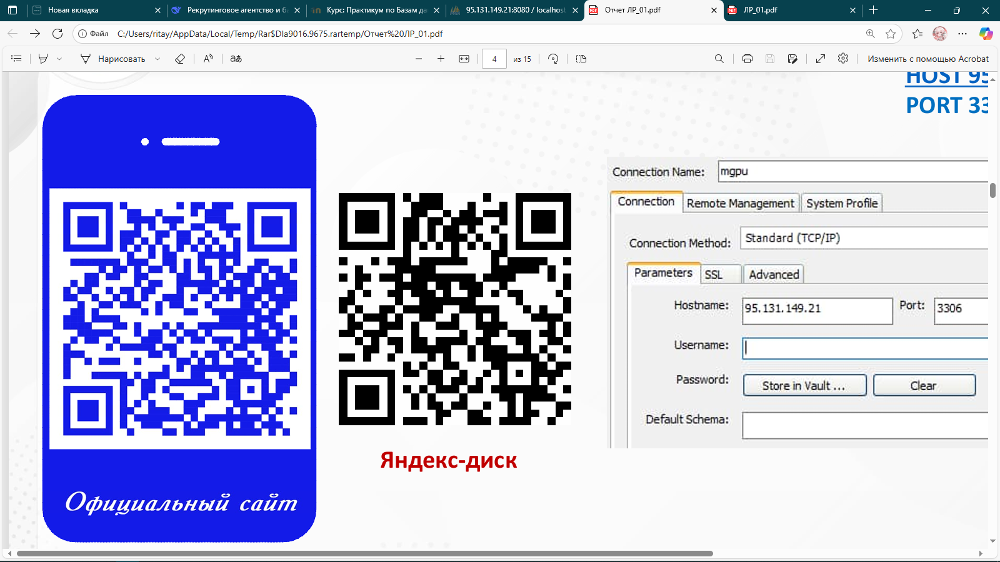 Новая вкладка
Рекрутинговое агентство и ба
Курс: Практикум по Базам да
95.131.149.21:8080 / localhost
Отчет ЛР_01.pdf
ЛР_01.pdf
Файл
C:/Users/ritay/AppData/Local/Temp/Rar$DIa9016.9675.rartemp/Отчет%20ЛР_01.pdf
Нарисовать
аあ
4
из 15
Изменить с помощью Acrobat
HOST 95
PORT 33
Connection Name:
mgpu
Connection
Remote Management
System Profile
Connection Method:
Standard (TCP/IP)
Parameters
SSL
Advanced
Hostname:
95.131.149.21
Port:
3306
Username:
Password:
Store in Vault ...
Clear
Default Schema:
Яндекс-диск
Официальный сайт